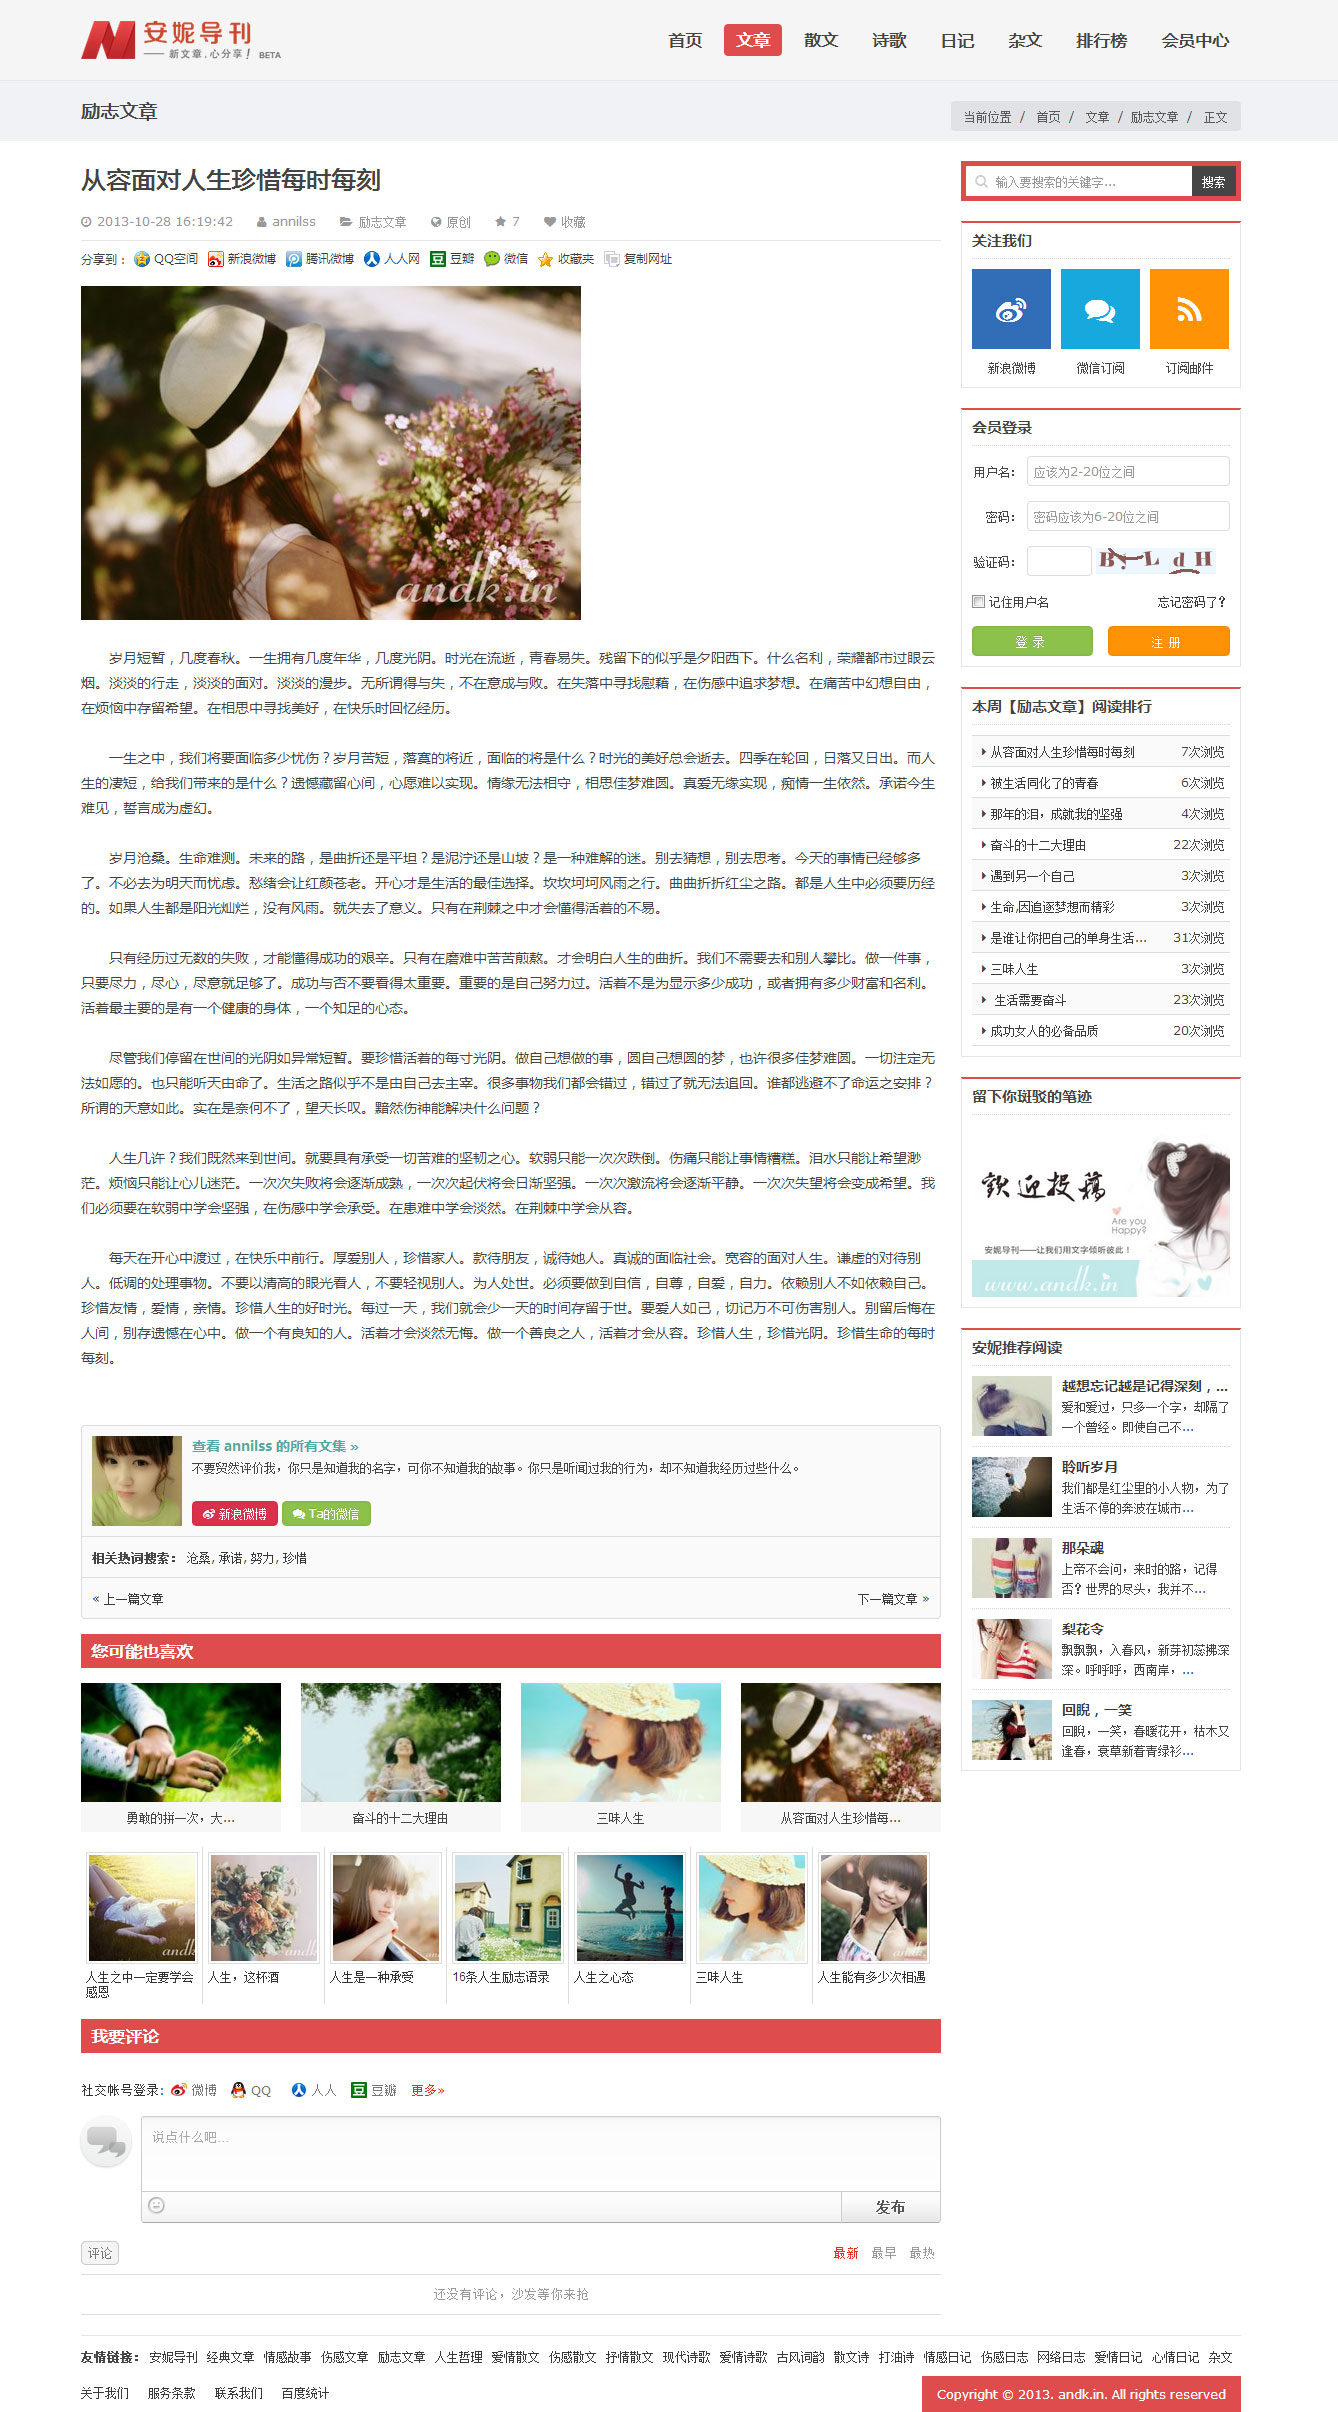 安妮导刊
—— 新文章,心分享! BETA
首页 文章 散文 诗歌 日记 杂文 排行榜 会员中心
励志文章
当前位置 / 首页 / 文章 / 励志文章 / 正文
从容面对人生珍惜每时每刻
2013-10-28 16:19:42 annilss 励志文章 原创 7 收藏
分享到： QQ空间 新浪微博 腾讯微博 人人网 豆瓣 微信 收藏夹 复制网址
andk.in
岁月短暂，几度春秋。一生拥有几度年华，几度光阴。时光在流逝，青春易失。残留下的似乎是夕阳西下。什么名利，荣耀都市过眼云
烟。淡淡的行走，淡淡的面对。淡淡的漫步。无所谓得与失，不在意成与败。在失落中寻找慰藉，在伤感中追求梦想。在痛苦中幻想自由，
在烦恼中存留希望。在相思中寻找美好，在快乐时回忆经历。
一生之中，我们将要面临多少忧伤？岁月苦短，落寞的将近，面临的将是什么？时光的美好总会逝去。四季在轮回，日落又日出。而人
生的凄短，给我们带来的是什么？遗憾藏留心间，心愿难以实现。情缘无法相守，相思佳梦难圆。真爱无缘实现，痴情一生依然。承诺今生
难见，誓言成为虚幻。
岁月沧桑。生命难测。未来的路，是曲折还是平坦？是泥泞还是山坡？是一种难解的迷。别去猜想，别去思考。今天的事情已经够多
了。不必去为明天而忧虑。愁绪会让红颜苍老。开心才是生活的最佳选择。坎坎坷坷风雨之行。曲曲折折红尘之路。都是人生中必须要历经
的。如果人生都是阳光灿烂，没有风雨。就失去了意义。只有在荆棘之中才会懂得活着的不易。
只有经历过无数的失败，才能懂得成功的艰辛。只有在磨难中苦苦煎熬。才会明白人生的曲折。我们不需要去和别人攀比。做一件事，
只要尽力，尽心，尽意就足够了。成功与否不要看得太重要。重要的是自己努力过。活着不是为显示多少成功，或者拥有多少财富和名利。
活着最主要的是有一个健康的身体，一个知足的心态。
尽管我们停留在世间的光阴如异常短暂。要珍惜活着的每寸光阴。做自己想做的事，圆自己想圆的梦，也许很多佳梦难圆。一切注定无
法如愿的。也只能听天由命了。生活之路似乎不是由自己去主宰。很多事物我们都会错过，错过了就无法追回。谁都逃避不了命运之安排？
所谓的天意如此。实在是奈何不了，望天长叹。黯然伤神能解决什么问题？
人生几许？我们既然来到世间。就要具有承受一切苦难的坚韧之心。软弱只能一次次跌倒。伤痛只能让事情糟糕。泪水只能让希望渺
茫。烦恼只能让心儿迷茫。一次次失败将会逐渐成熟，一次次起伏将会日渐坚强。一次次激流将会逐渐平静。一次次失望将会变成希望。我
们必须要在软弱中学会坚强，在伤感中学会承受。在患难中学会淡然。在荆棘中学会从容。
每天在开心中渡过，在快乐中前行。厚爱别人，珍惜家人。款待朋友，诚待她人。真诚的面临社会。宽容的面对人生。谦虚的对待别
人。低调的处理事物。不要以清高的眼光看人，不要轻视别人。为人处世。必须要做到自信，自尊，自爱，自力。依赖别人不如依赖自己。
珍惜友情，爱情，亲情。珍惜人生的好时光。每过一天，我们就会少一天的时间存留于世。要爱人如己，切记万不可伤害别人。别留后悔在
人间，别存遗憾在心中。做一个有良知的人。活着才会淡然无悔。做一个善良之人，活着才会从容。珍惜人生，珍惜光阴。珍惜生命的每时
每刻。
查看 annilss 的所有文集 »
不要贸然评价我，你只是知道我的名字，可你不知道我的故事。你只是听闻过我的行为，却不知道我经历过些什么。
新浪微博 Ta的微信
相关热词搜索： 沧桑, 承诺, 努力, 珍惜
« 上一篇文章 下一篇文章 »
您可能也喜欢
勇敢的拼一次，大... 奋斗的十二大理由 三味人生 从容面对人生珍惜每...
人生之中一定要学会感恩 人生，这杯酒 人生是一种承受 16条人生励志语录 人生之心态 三味人生 人生能有多少次相遇
我要评论
社交帐号登录: 微博 QQ 人人 豆瓣 更多»
说点什么吧...
发布
评论 最新 最早 最热
还没有评论，沙发等你来抢
输入要搜索的关键字... 搜索
关注我们
新浪微博 微信订阅 订阅邮件
会员登录
用户名: 应该为2-20位之间
密码: 密码应该为6-20位之间
验证码: B L d H
记住用户名 忘记密码了?
登 录 注 册
本周【励志文章】阅读排行
从容面对人生珍惜每时每刻 7次浏览
被生活同化了的青春 6次浏览
那年的泪，成就我的坚强 4次浏览
奋斗的十二大理由 22次浏览
遇到另一个自己 3次浏览
生命,因追逐梦想而精彩 3次浏览
是谁让你把自己的单身生活... 31次浏览
三味人生 3次浏览
生活需要奋斗 23次浏览
成功女人的必备品质 20次浏览
留下你斑驳的笔迹
欢迎投稿
Are you
Happy?
安妮导刊——让我们用文字倾听彼此！
www.andk.in
安妮推荐阅读
越想忘记越是记得深刻，...
爱和爱过，只多一个字，却隔了
一个曾经。即使自己不...
聆听岁月
我们都是红尘里的小人物，为了
生活不停的奔波在城市...
那朵魂
上帝不会问，来时的路，记得
否？世界的尽头，我并不...
梨花令
飘飘飘，入春风，新芽初蕊拂深
深。呼呼呼，西南岸，...
回睨，一笑
回睨，一笑，春暖花开，枯木又
逢春，衰草新着青绿衫...
友情链接： 安妮导刊 经典文章 情感故事 伤感文章 励志文章 人生哲理 爱情散文 伤感散文 抒情散文 现代诗歌 爱情诗歌 古风词韵 散文诗 打油诗 情感日记 伤感日志 网络日志 爱情日记 心情日记 杂文
关于我们 服务条款 联系我们 百度统计
Copyright © 2013. andk.in. All rights reserved